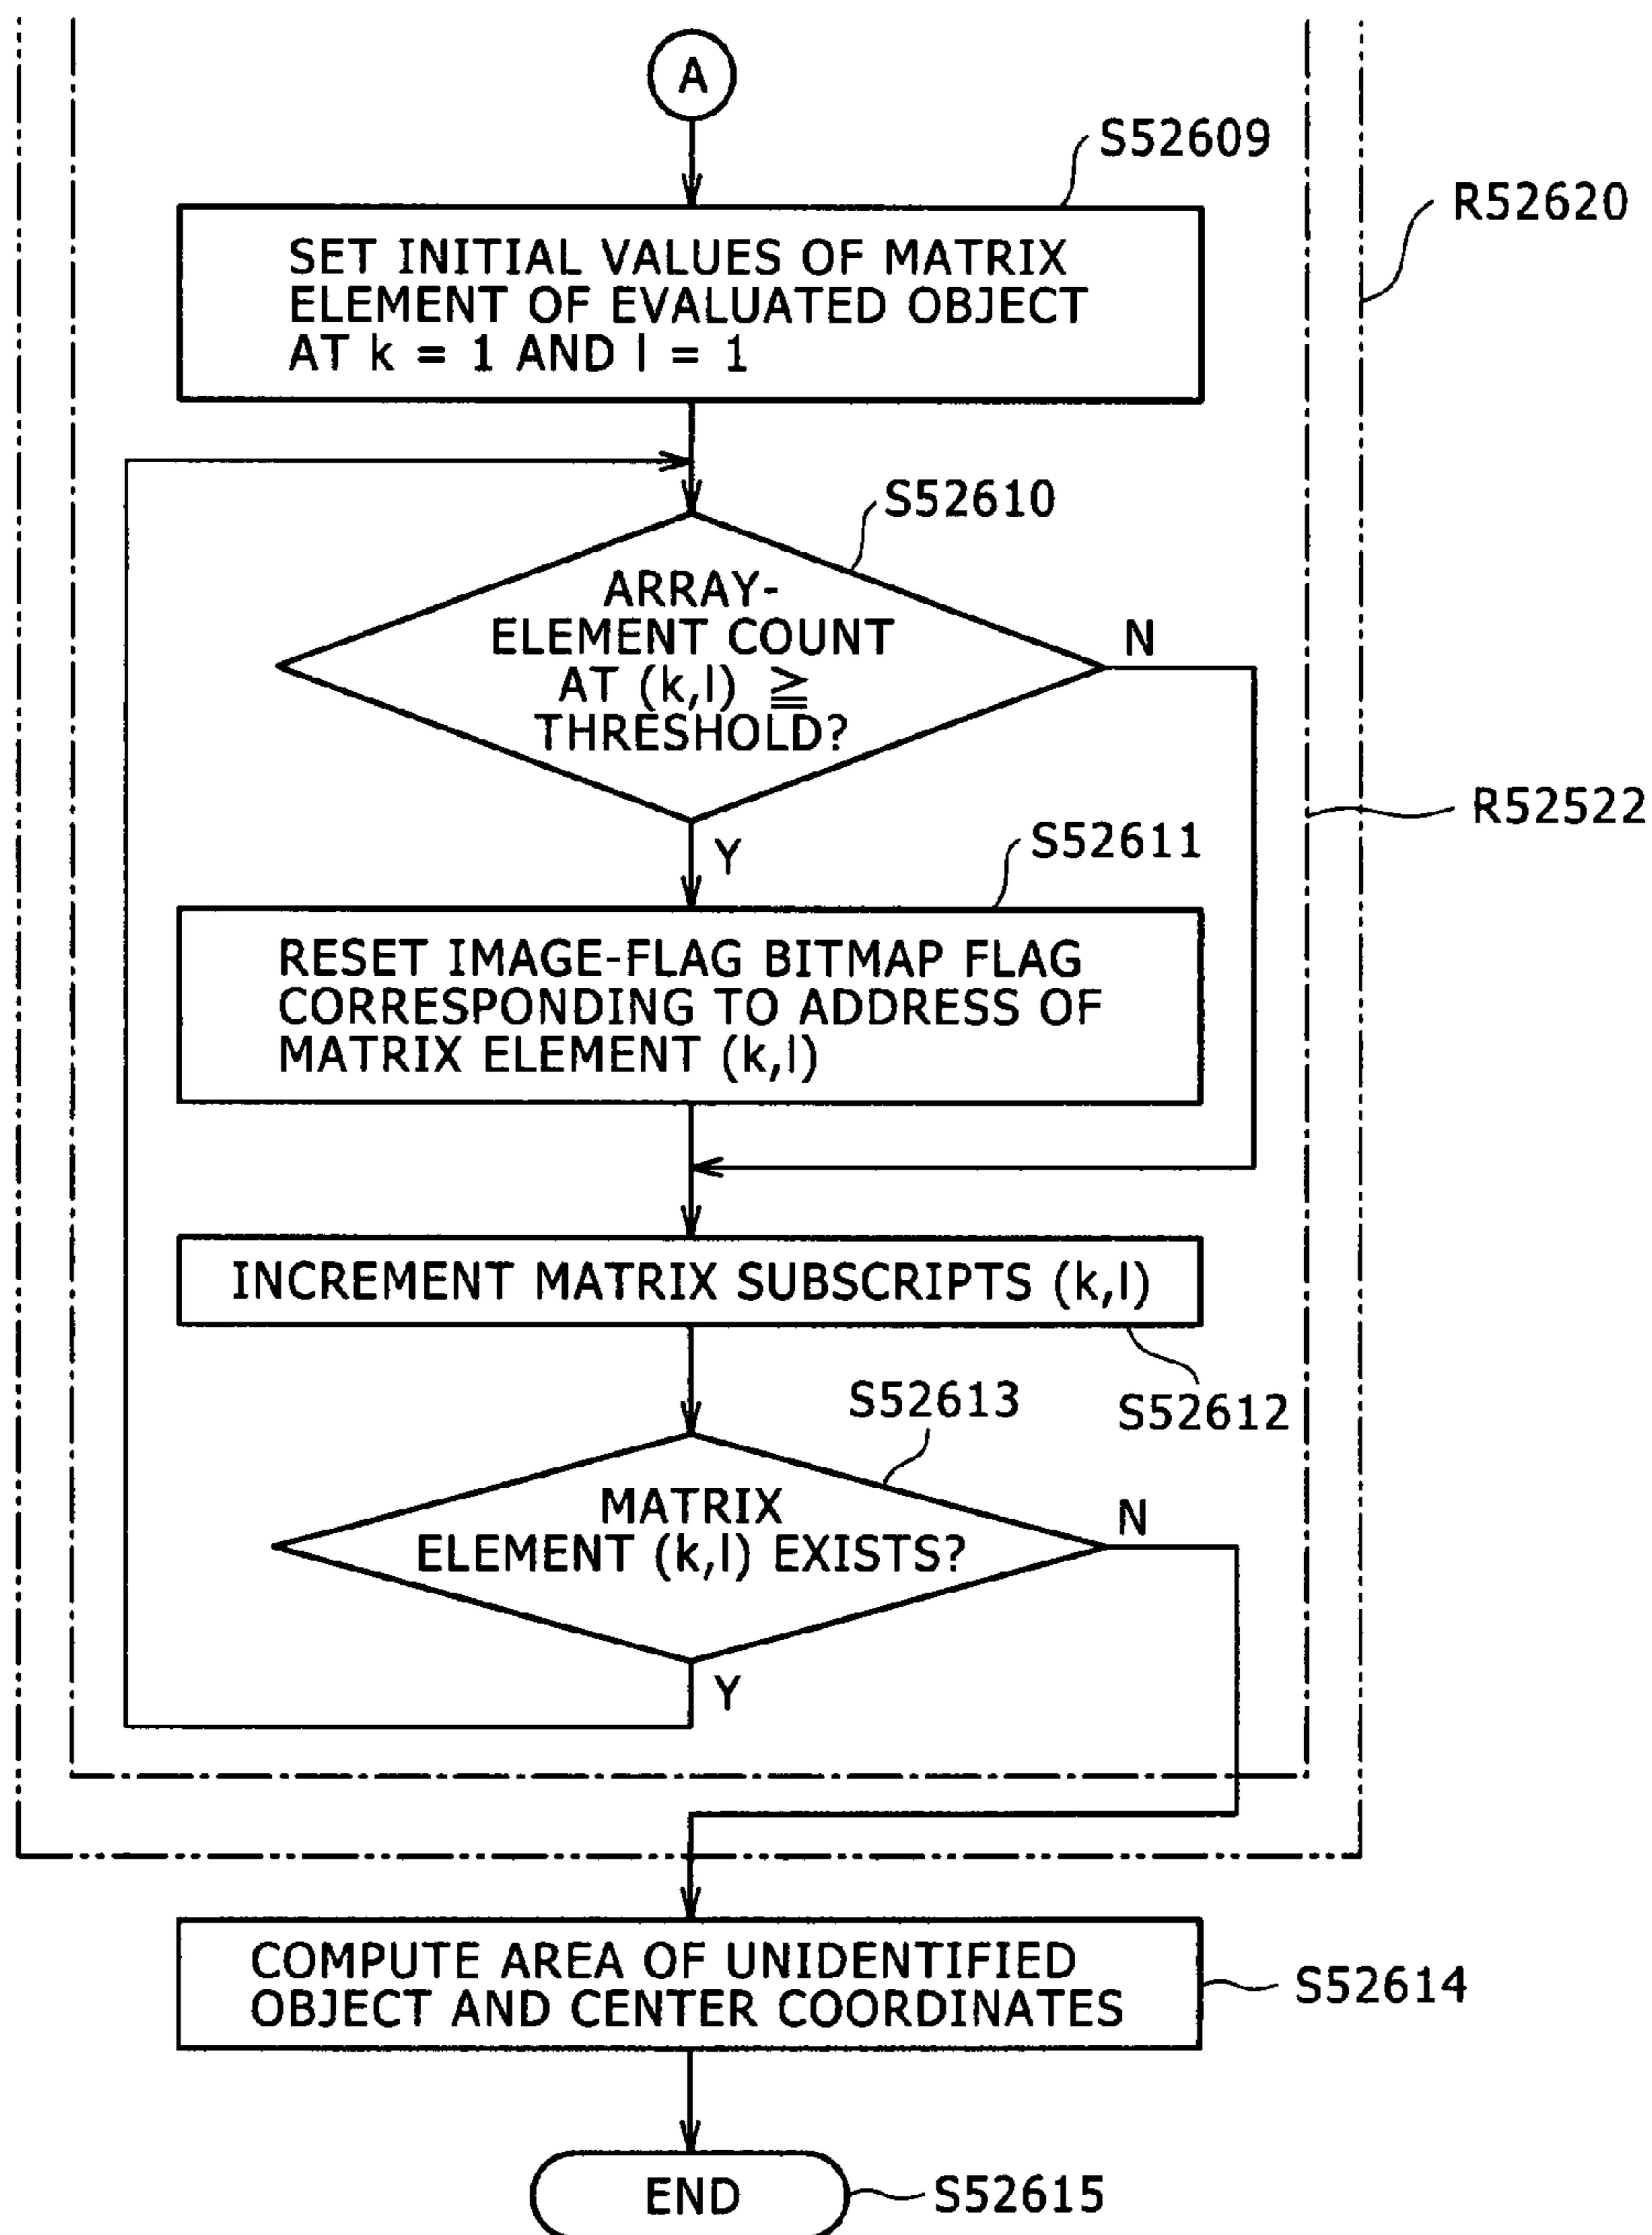 A
S52609
R52620
SET INITIAL VALUES OF MATRIX
ELEMENT OF EVALUATED OBJECT
AT k = 1 AND l = 1
S52610
ARRAY-
ELEMENT COUNT
AT (k,l) ≧
THRESHOLD?
N
R52522
Y
S52611
RESET IMAGE-FLAG BITMAP FLAG
CORRESPONDING TO ADDRESS OF
MATRIX ELEMENT (k,l)
INCREMENT MATRIX SUBSCRIPTS (k,l)
S52612
S52613
MATRIX
ELEMENT (k,l) EXISTS?
N
Y
COMPUTE AREA OF UNIDENTIFIED
OBJECT AND CENTER COORDINATES
S52614
END
S52615